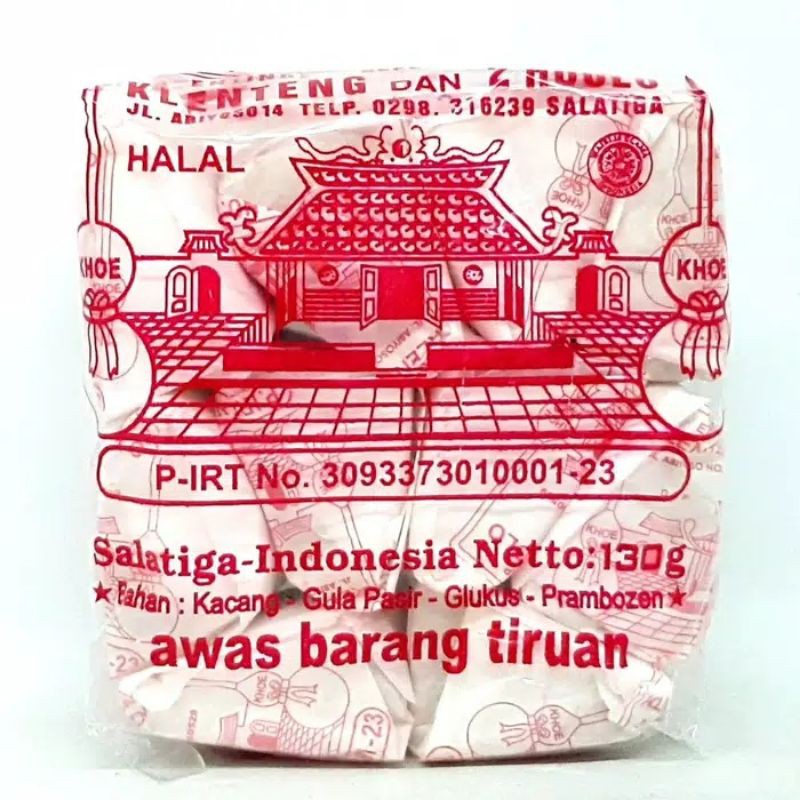 KLENTENG DAN
JL. TELP. 0298. 316239 SALATIGA
HALAL
KHOE
KHOE
P-IRT No. 3093373010001-23
Salatiga-Indonesia Netto:130g
★ Bahan : Kacang - Gula Pasir - Glukus - Prambozen ★
awas barang tiruan